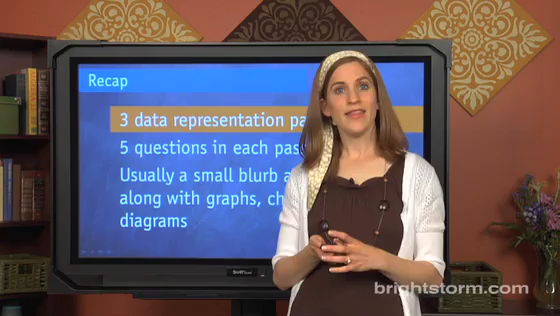 Recap
3 data representation pa
5 questions in each pas
Usually a small blurb a
along with graphs, ch
diagrams
brightstorm.com